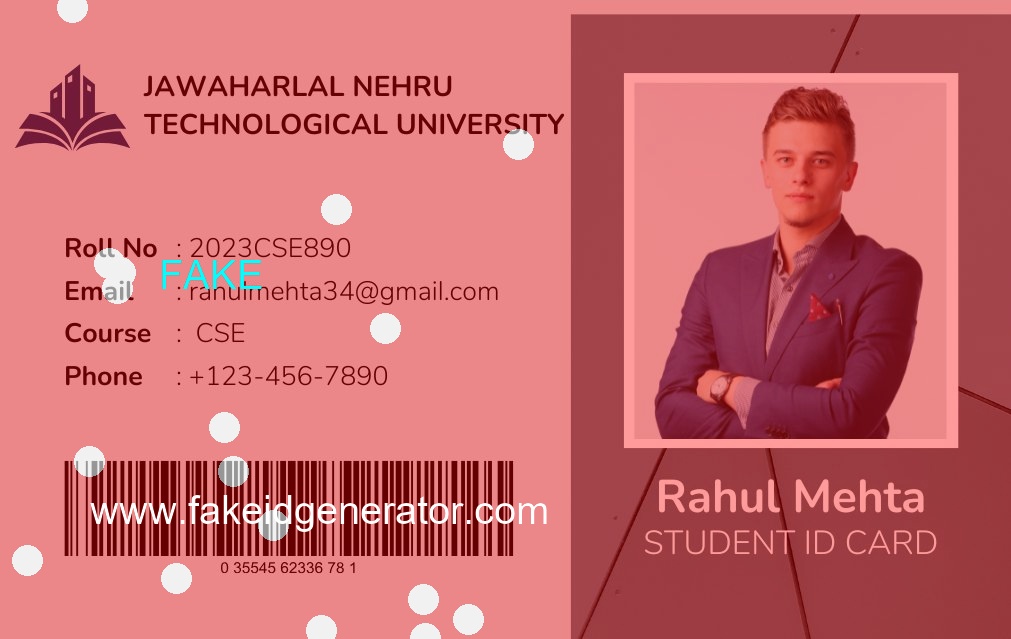 JAWAHARLAL NEHRU
TECHNOLOGICAL UNIVERSITY
Roll No : 2023CSE890
FAKE
Email : rahulmehta34@gmail.com
Course : CSE
Phone : +123-456-7890
www.fakeidgenerator.com
0 35545 62336 78 1
Rahul Mehta
STUDENT ID CARD